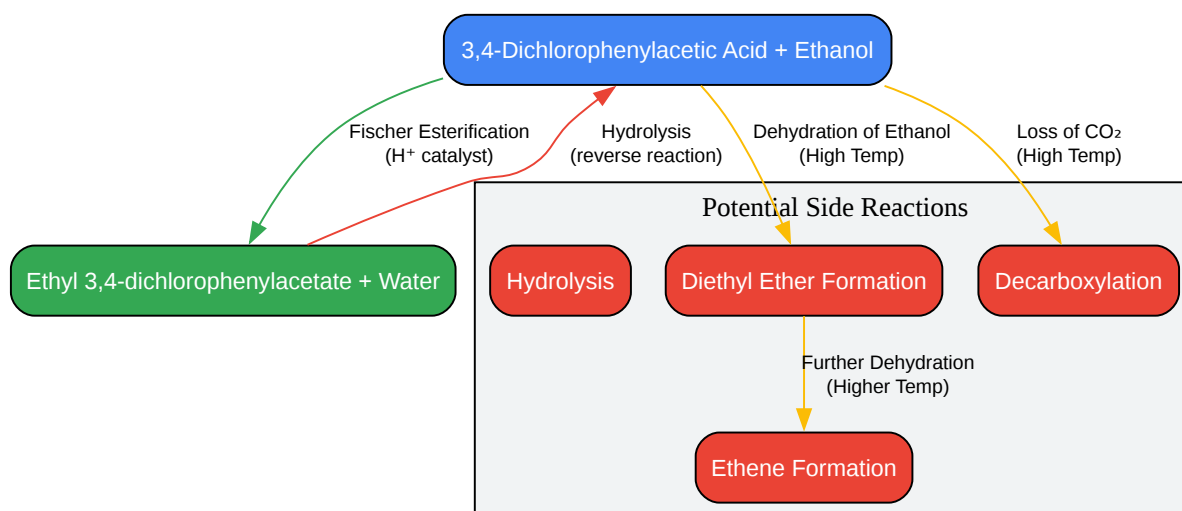 3,4-Dichlorophenylacetic Acid + Ethanol
Fischer Esterification
(H⁺ catalyst)
Hydrolysis
(reverse reaction)
Dehydration of Ethanol
(High Temp)
Loss of CO₂
(High Temp)
Potential Side Reactions
Ethyl 3,4-dichlorophenylacetate + Water
Hydrolysis
Diethyl Ether Formation
Decarboxylation
Further Dehydration
(Higher Temp)
Ethene Formation